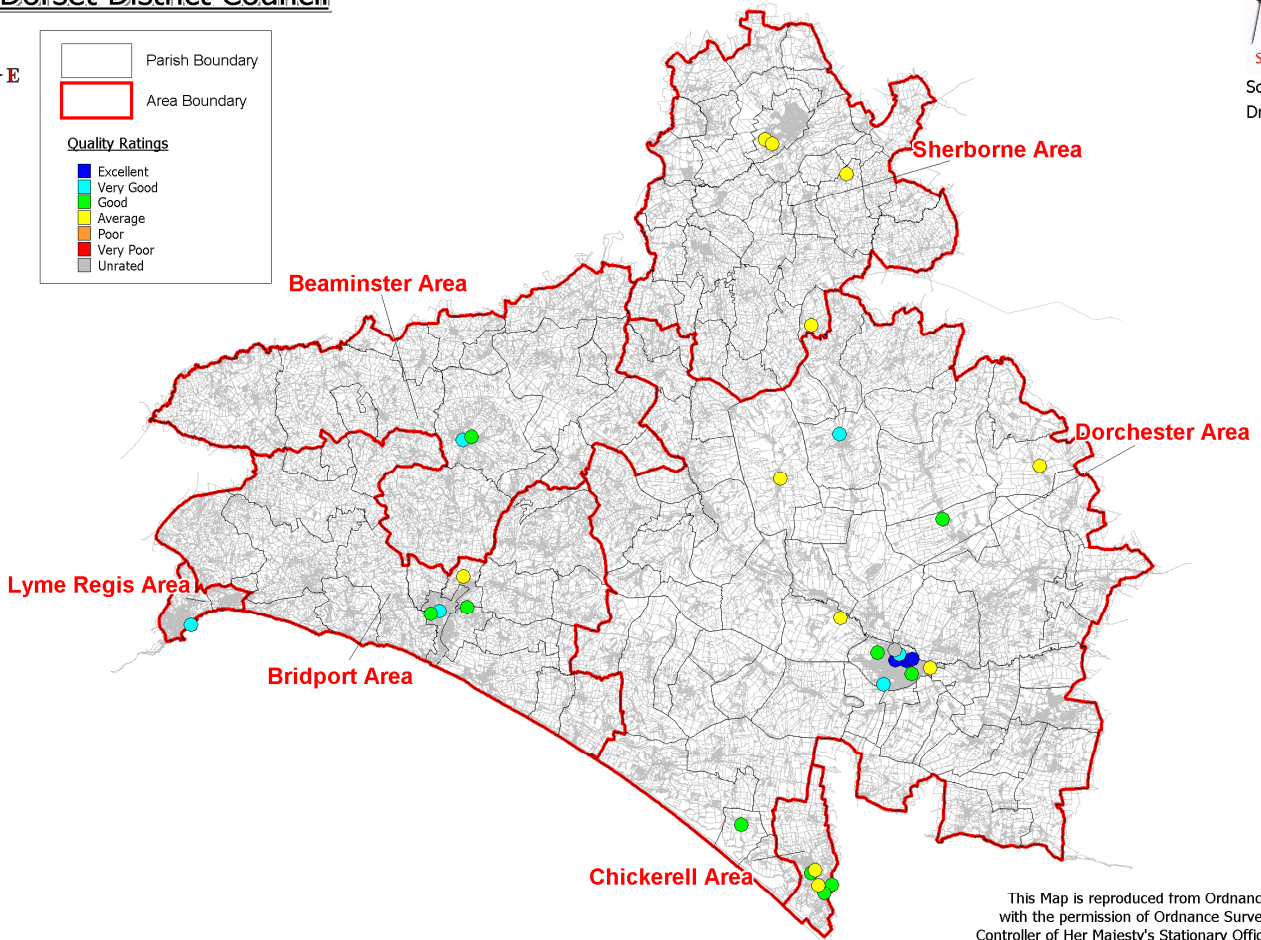 Dorset District Council
E
Parish Boundary
Area Boundary
Quality Ratings
Excellent
Very Good
Good
Average
Poor
Very Poor
Unrated
Sherborne Area
Beaminster Area
Dorchester Area
Lyme Regis Area
Bridport Area
Chickerell Area
This Map is reproduced from Ordnanc
with the permission of Ordnance Surve
Controller of Her Majesty's Stationary Offic